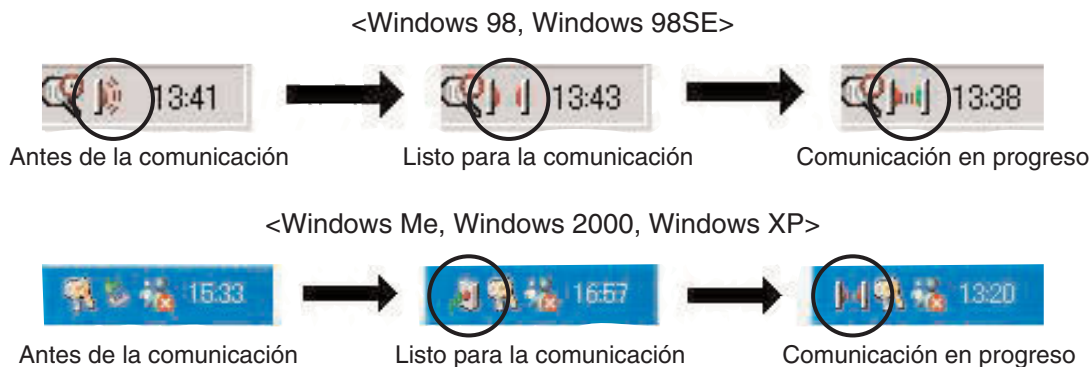 <Windows 98, Windows 98SE>
13:41
13:43
13:38
Antes de la comunicación
Listo para la comunicación
Comunicación en progreso
<Windows Me, Windows 2000, Windows XP>
15:33
16:57
13:20
Antes de la comunicación
Listo para la comunicación
Comunicación en progreso